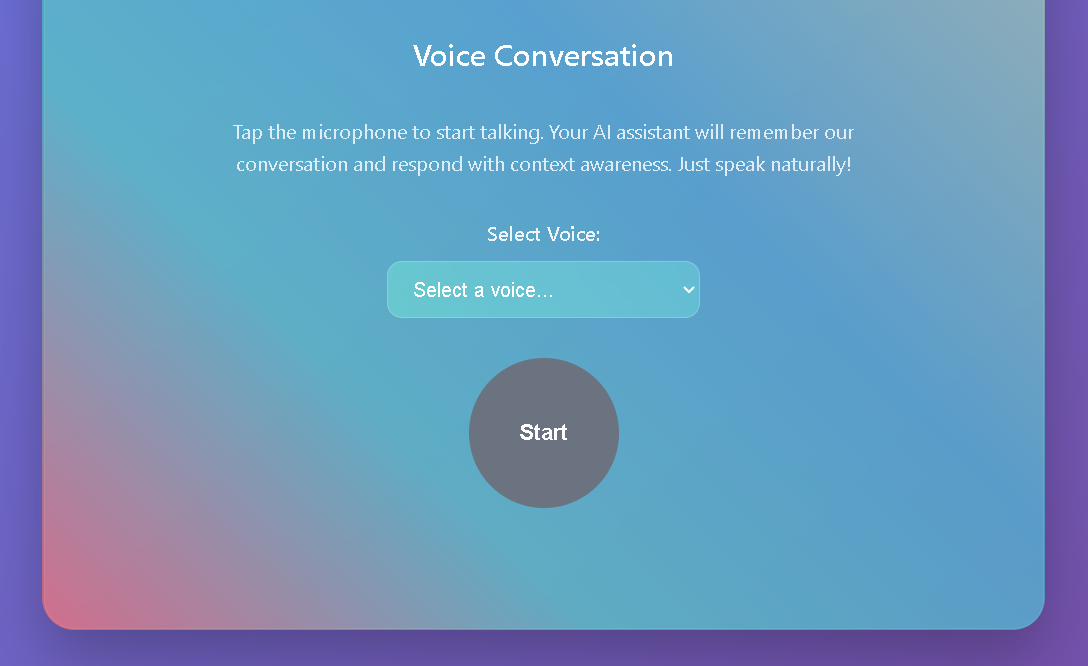 Voice Conversation
Tap the microphone to start talking. Your AI assistant will remember our
conversation and respond with context awareness. Just speak naturally!
Select Voice:
Select a voice...
Start